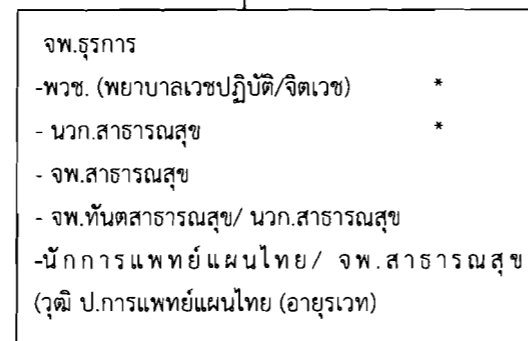 จพ.ธุรการ
-พวช. (พยาบาลเวชปฏิบัติ/จิตเวช) *
- นวก.สาธารณสุข *
- จพ.สาธารณสุข
- จพ.ทันตสาธารณสุข/ นวก.สาธารณสุข
-นักการแพทย์แผนไทย/ จพ.สาธารณสุข
(วุฒิ ป.การแพทย์แผนไทย (อายุรเวท)